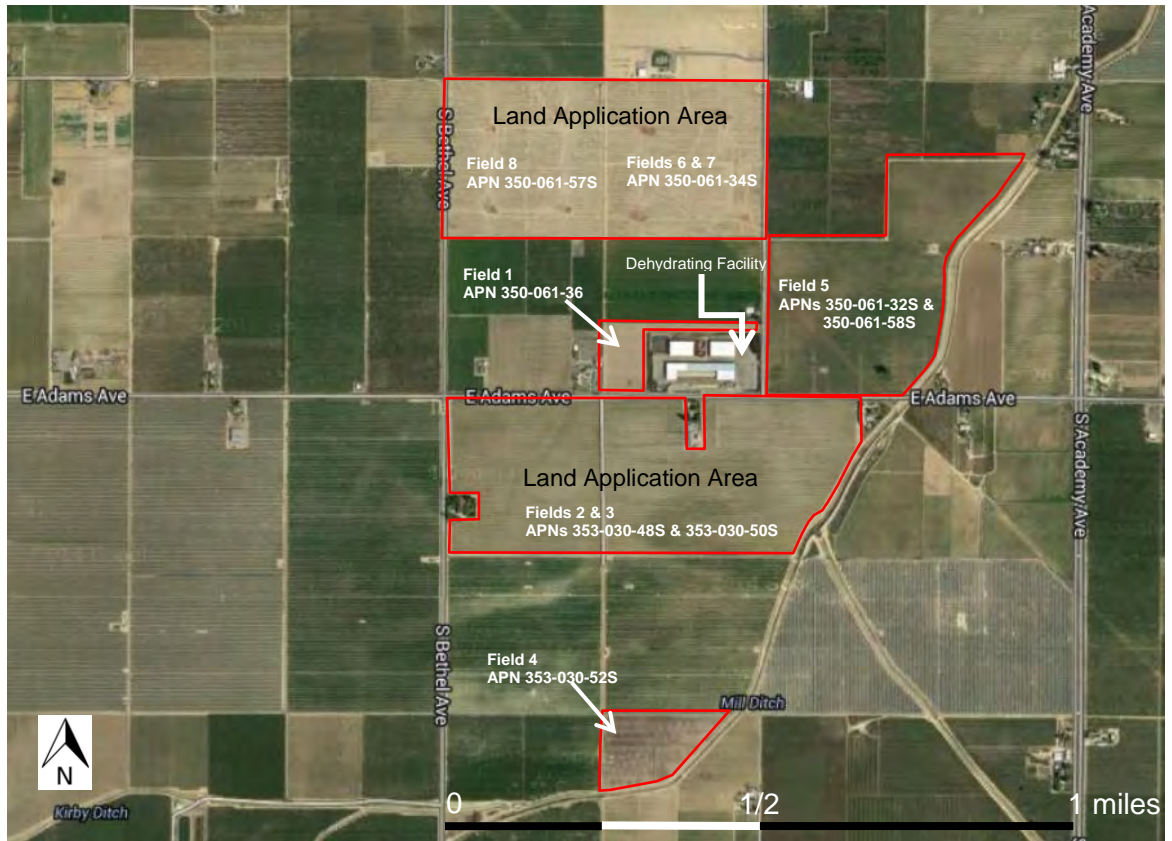 Academy Ave
Land Application Area
S Bethel Ave
Field 8
APN 350-061-57S
Fields 6 & 7
APN 350-061-34S
Dehydrating Facility
Field 1
APN 350-061-36
Field 5
APNs 350-061-32S &
350-061-58S
E Adams Ave
E Adams Ave
E Adams Ave
S Academy Ave
Land Application Area
Fields 2 & 3
APNs 353-030-48S & 353-030-50S
S Bethel Ave
Field 4
APN 353-030-52S
Mill Ditch
N
Kirby Ditch
0
1/2
1 miles